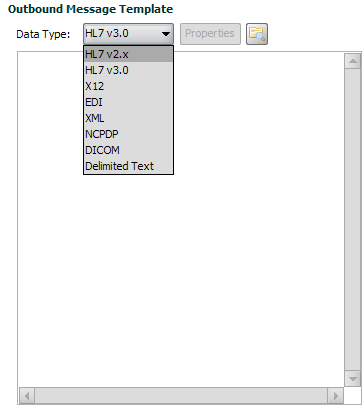 Outbound Message Template
Data Type: HL7 v3.0 Properties
HL7 v2.x
HL7 v3.0
X12
EDI
XML
NCPDP
DICOM
Delimited Text